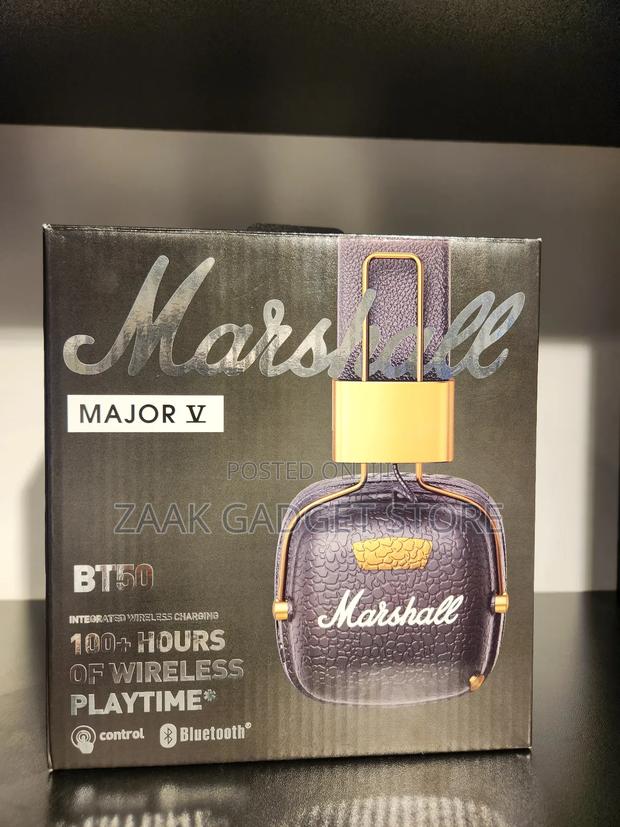 Marshall
MAJOR V
POSTED ON JIJI
ZAAK GADGET STORE
Marshall
BT50
INTEGRATED WIRELESS CHARGING
100+ HOURS
OF WIRELESS
PLAYTIME*
control
Bluetooth®